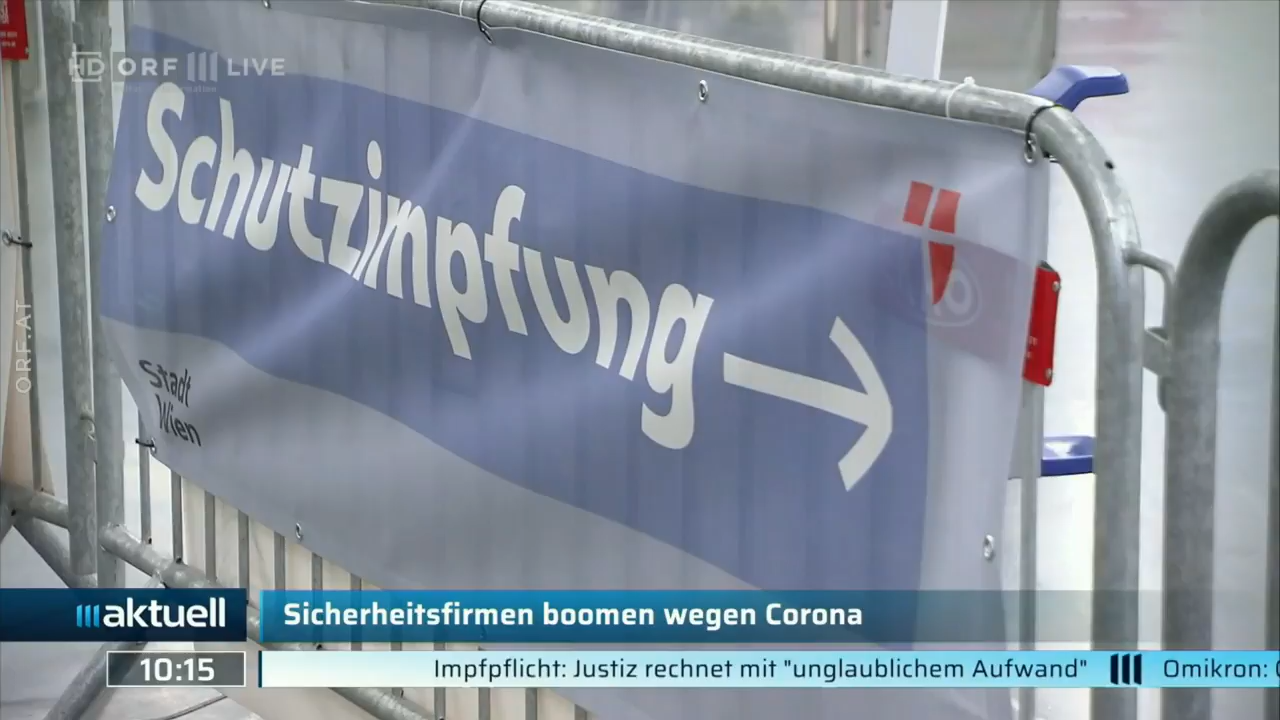 HD ORF III LIVE
ORF.AT
Schutzimpfung →
Stadt
Wien
aktuell
Sicherheitsfirmen boomen wegen Corona
10:15
Impfpflicht: Justiz rechnet mit "unglaublichem Aufwand" III Omikron: